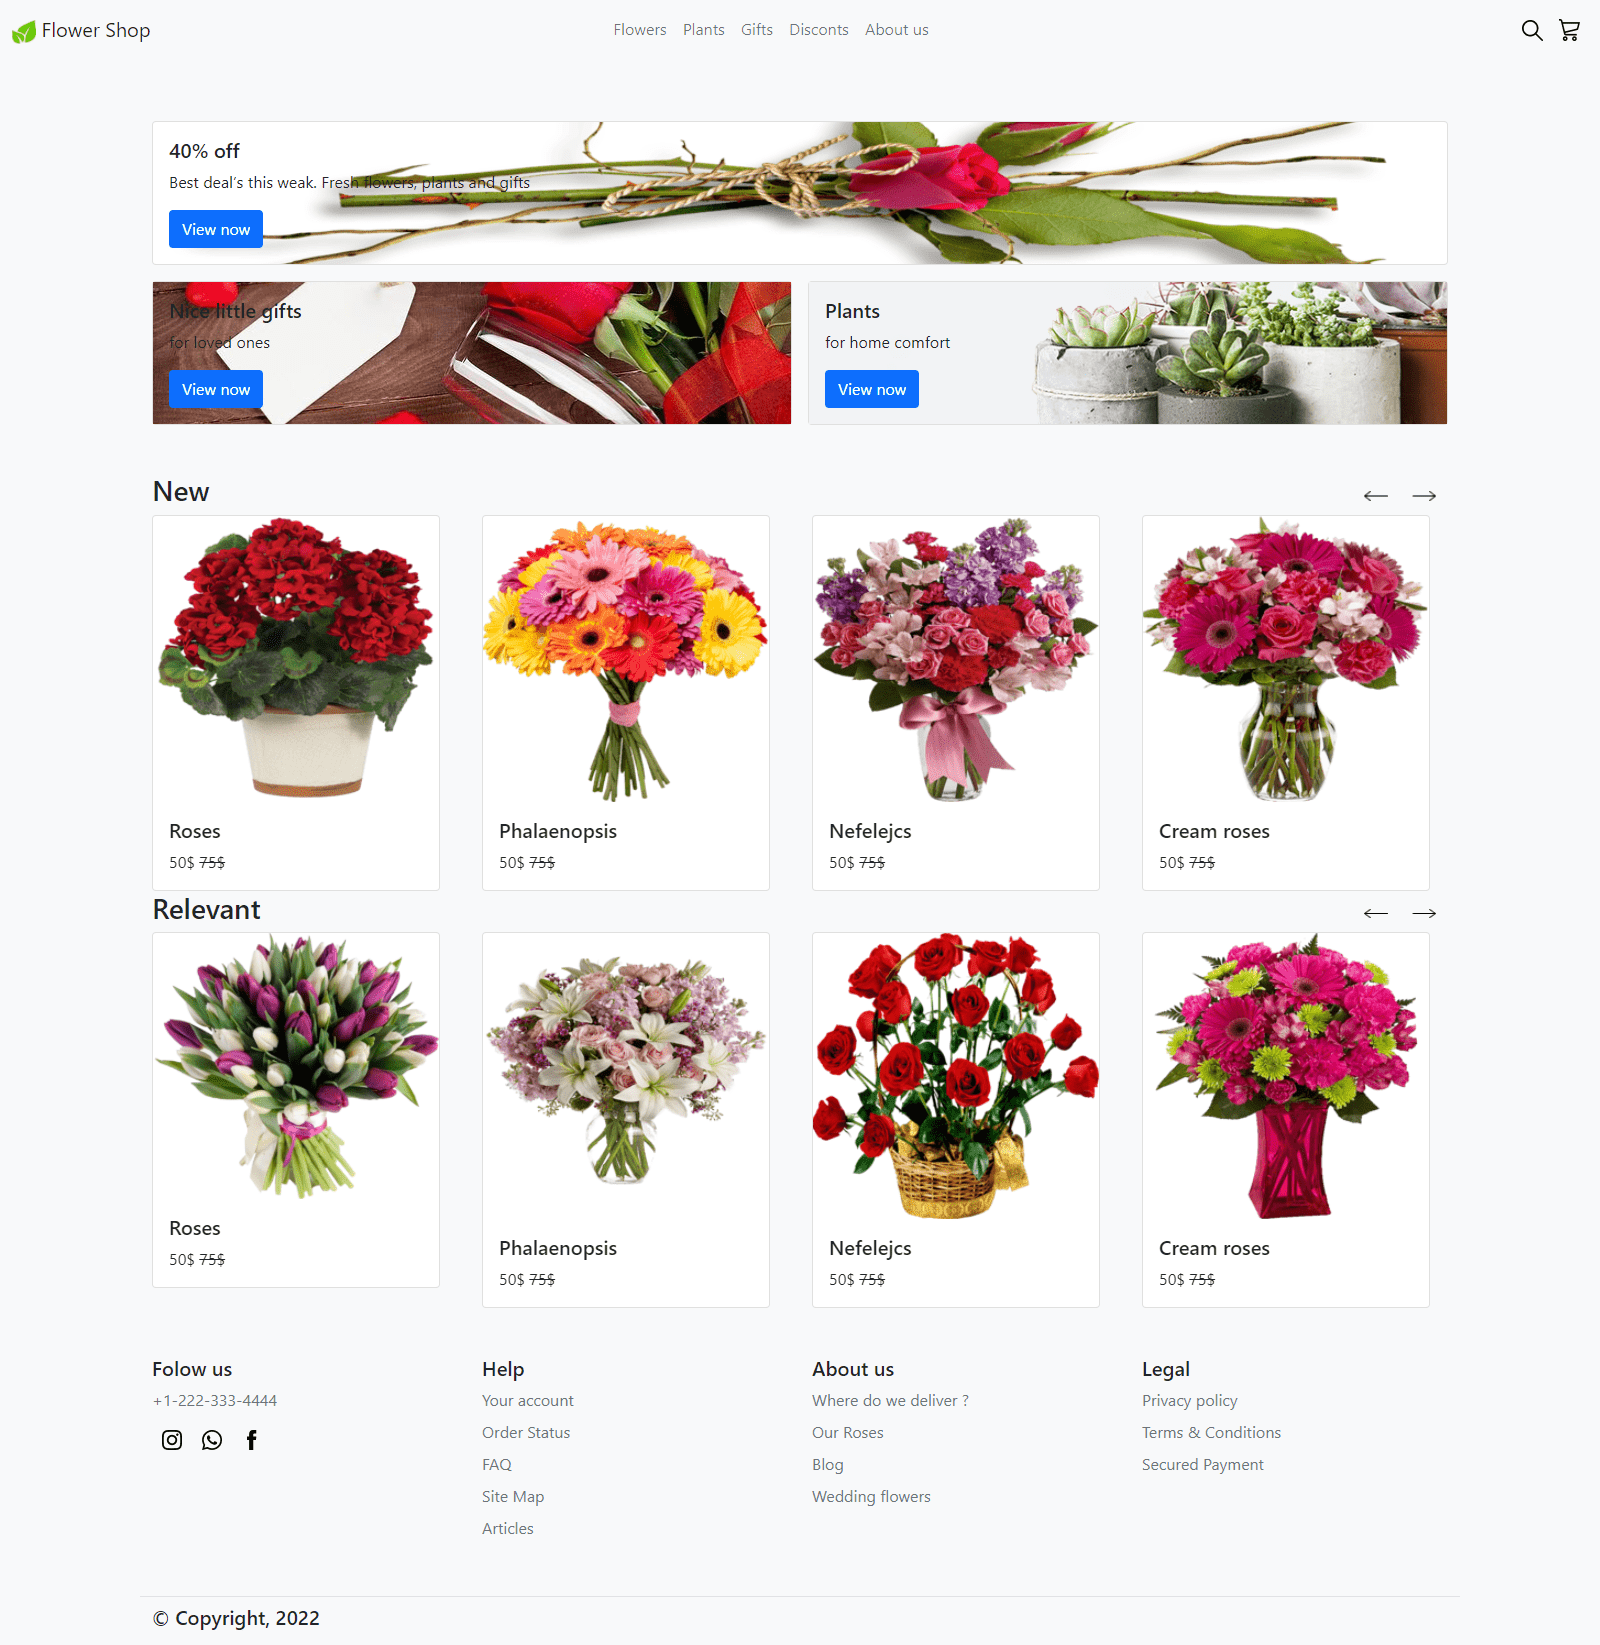 Flower Shop
Flowers Plants Gifts Disconts About us
40% off
Best deal's this weak. Fresh flowers, plants and gifts
View now
Nice little gifts
for loved ones
View now
Plants
for home comfort
View now
New
Roses
50$ 75$
Phalaenopsis
50$ 75$
Nefelejcs
50$ 75$
Cream roses
50$ 75$
Relevant
Roses
50$ 75$
Phalaenopsis
50$ 75$
Nefelejcs
50$ 75$
Cream roses
50$ 75$
Folow us
+1-222-333-4444
Help
Your account
Order Status
FAQ
Site Map
Articles
About us
Where do we deliver ?
Our Roses
Blog
Wedding flowers
Legal
Privacy policy
Terms & Conditions
Secured Payment
© Copyright, 2022